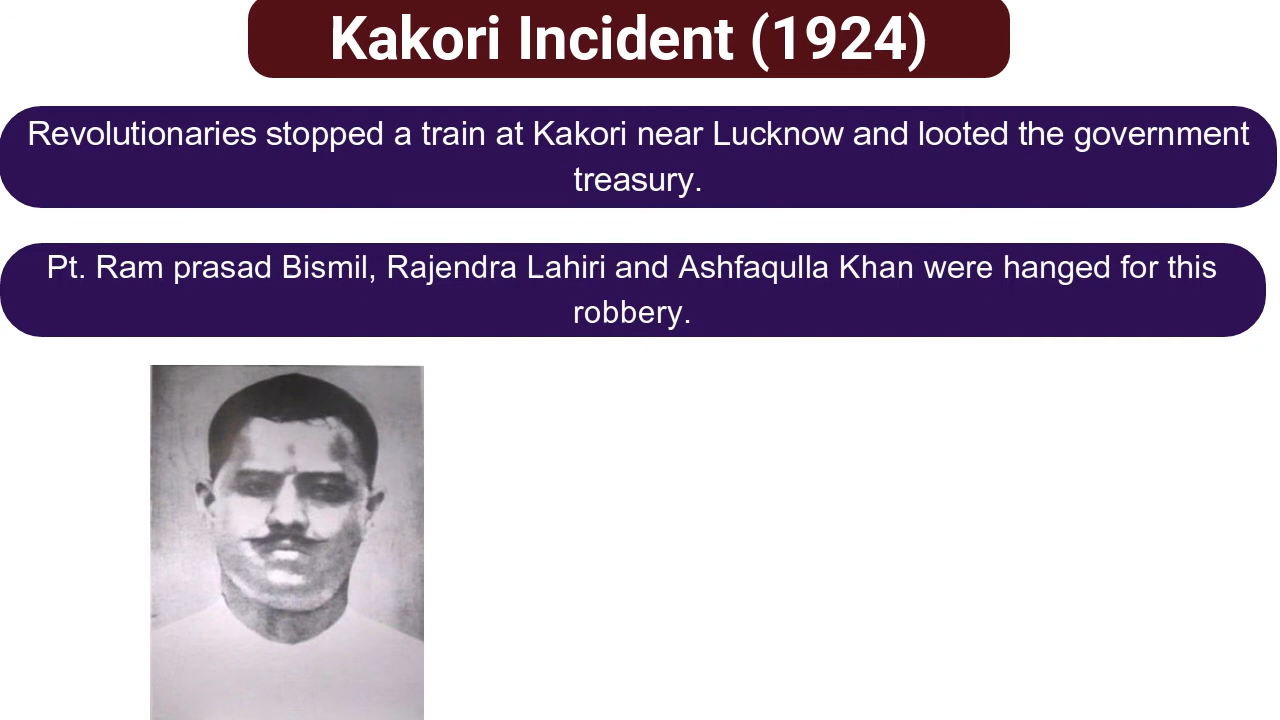 Kakori Incident (1924)
Revolutionaries stopped a train at Kakori near Lucknow and looted the government
treasury.
Pt. Ram prasad Bismil, Rajendra Lahiri and Ashfaqulla Khan were hanged for this
robbery.